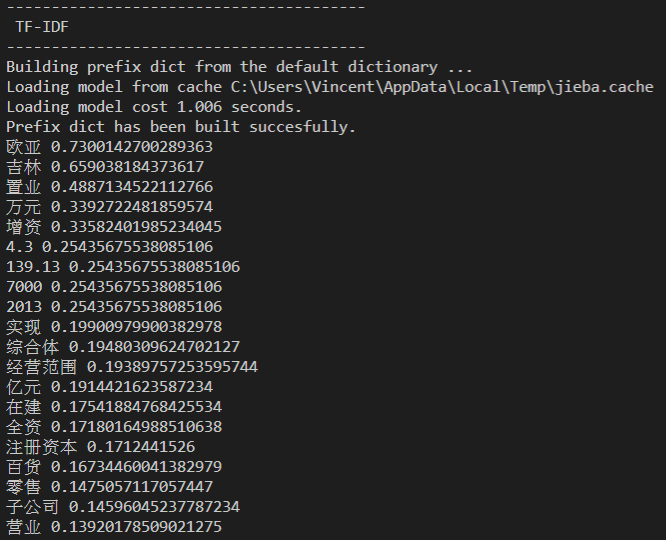 ----------------------------------------
TF-IDF
----------------------------------------
Building prefix dict from the default dictionary ...
Loading model from cache C:\Users\Vincent\AppData\Local\Temp\jieba.cache
Loading model cost 1.006 seconds.
Prefix dict has been built succesfully.
欧亚 0.7300142700289363
吉林 0.659038184373617
置业 0.4887134522112766
万元 0.3392722481859574
增资 0.33582401985234045
4.3 0.25435675538085106
139.13 0.25435675538085106
7000 0.25435675538085106
2013 0.25435675538085106
实现 0.19900979900382978
综合体 0.19480309624702127
经营范围 0.19389757253595744
亿元 0.1914421623587234
在建 0.17541884768425534
全资 0.17180164988510638
注册资本 0.1712441526
百货 0.16734460041382979
零售 0.1475057117057447
子公司 0.14596045237787234
营业 0.13920178509021275